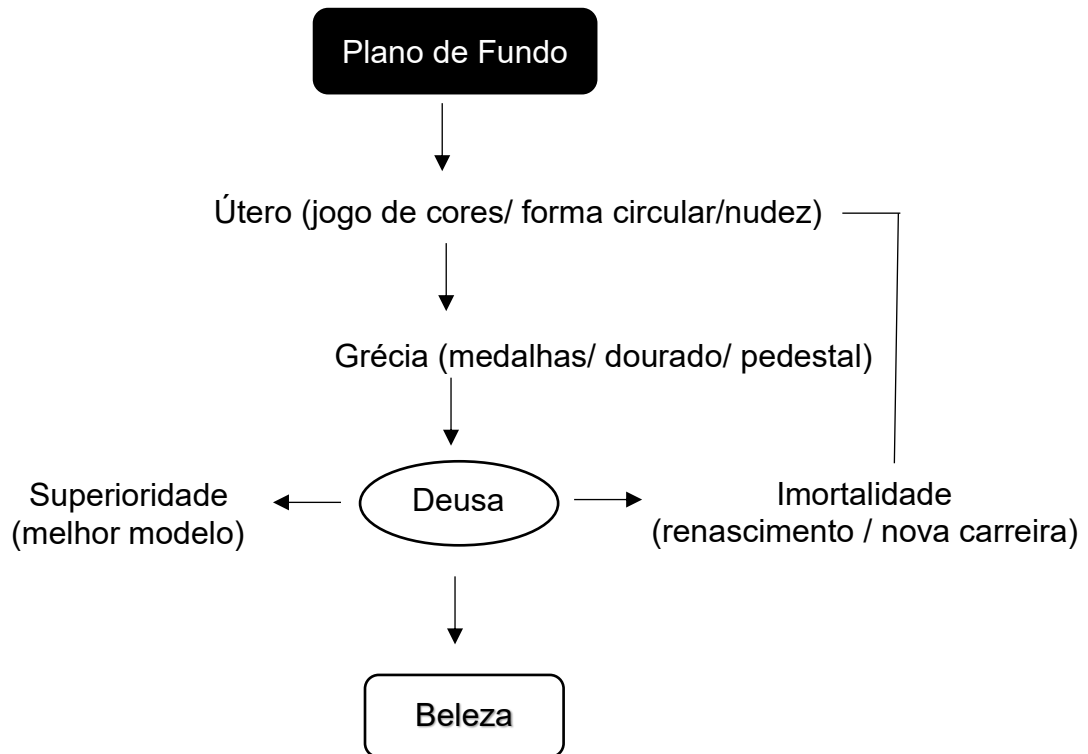 Plano de Fundo
Útero (jogo de cores/ forma circular/nudez)
Grécia (medalhas/ dourado/ pedestal)
Superioridade
(melhor modelo)
Deusa
Imortalidade
(renascimento / nova carreira)
Beleza